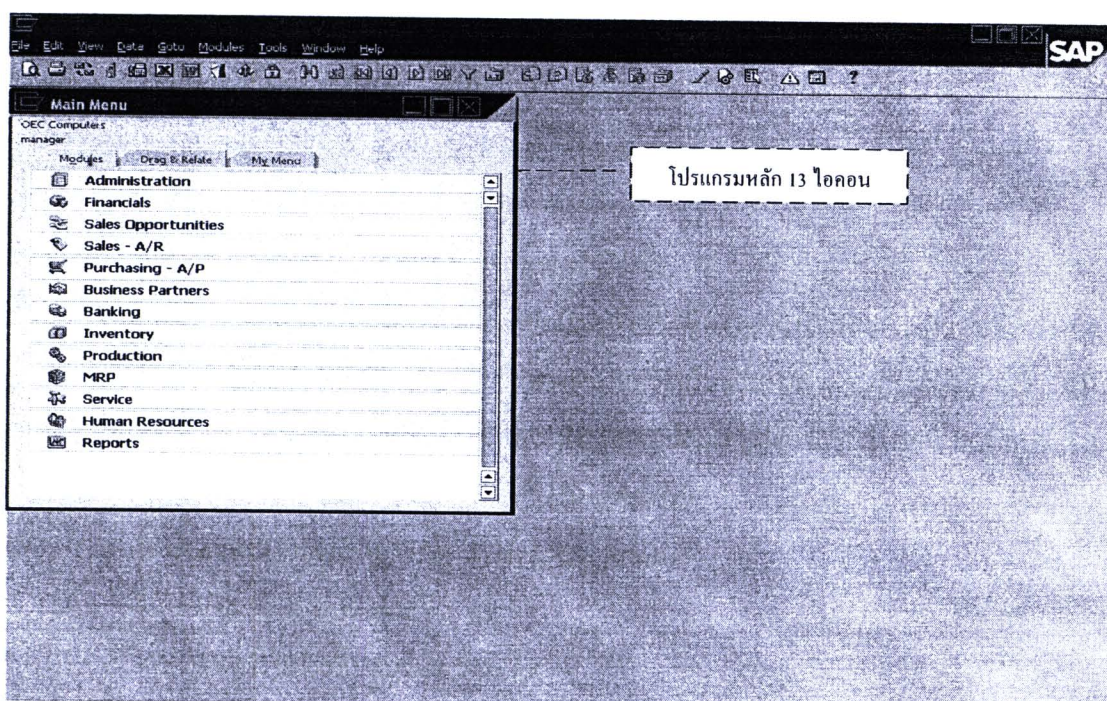 File Edit View Data Goto Modules Tools Window Help
SAP
Main Menu
OEC Computers
manager
Modules Drag & Relate My Menu
โปรแกรมหลัก 13 ไอคอน
Administration
Financials
Sales Opportunities
Sales - A/R
Purchasing - A/P
Business Partners
Banking
Inventory
Production
MRP
Service
Human Resources
Reports